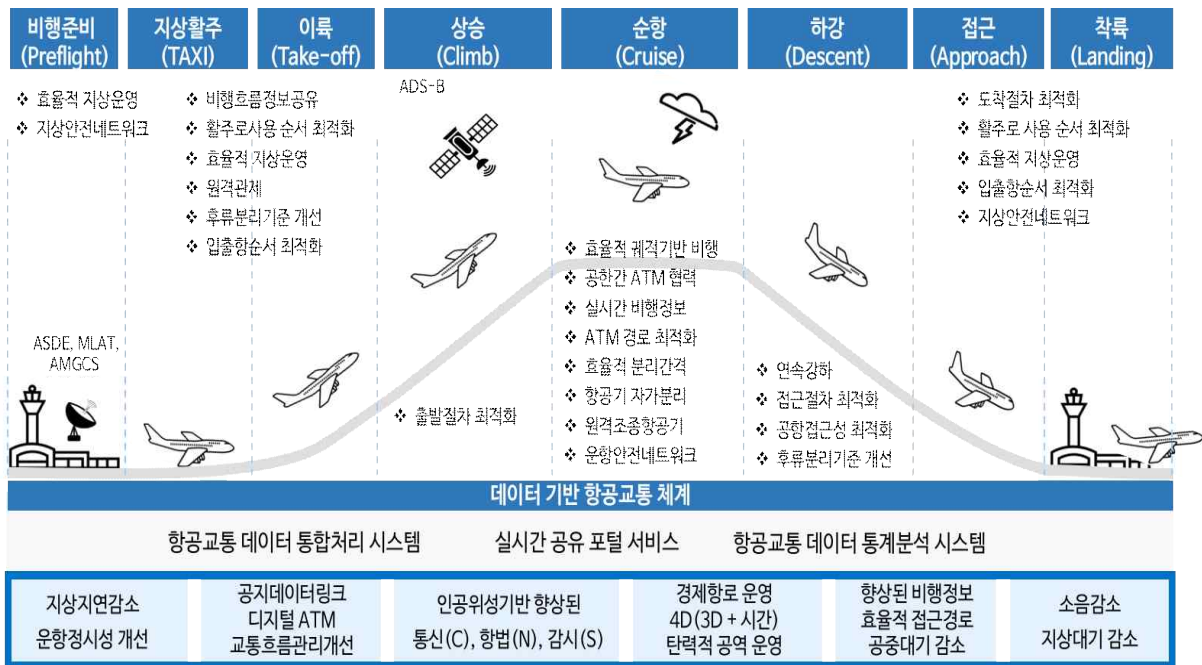 비행준비
(Preflight)
지상활주
(TAXI)
이륙
(Take-off)
상승
(Climb)
순항
(Cruise)
하강
(Descent)
접근
(Approach)
착륙
(Landing)
❖ 효율적 지상운영
❖ 지상안전네트워크
❖ 비행흐름정보공유
❖ 활주로사용 순서 최적화
❖ 효율적 지상운영
❖ 원격관제
❖ 후류분리기준 개선
❖ 입출항순서 최적화
ADS-B
❖ 도착절차 최적화
❖ 활주로 사용 순서 최적화
❖ 효율적 지상운영
❖ 입출항순서 최적화
❖ 지상안전네트워크
❖ 효율적 궤적기반 비행
❖ 공한간 ATM 협력
❖ 실시간 비행정보
❖ ATM 경로 최적화
❖ 효율적 분리간격
❖ 항공기 자가분리
❖ 원격조종항공기
❖ 운항안전네트워크
ASDE, MLAT,
AMGCS
❖ 출발절차 최적화
❖ 연속강하
❖ 접근절차 최적화
❖ 공항접근성 최적화
❖ 후류분리기준 개선
데이터 기반 항공교통 체계
항공교통 데이터 통합처리 시스템
실시간 공유 포털 서비스
항공교통 데이터 통계분석 시스템
지상지연감소
운항정시성 개선
공지데이터링크
디지털 ATM
교통흐름관리개선
인공위성기반 향상된
통신(C), 항법(N), 감시(S)
경제항로 운영
4D(3D + 시간)
탄력적 공역 운영
향상된 비행정보
효율적 접근경로
공중대기 감소
소음감소
지상대기 감소